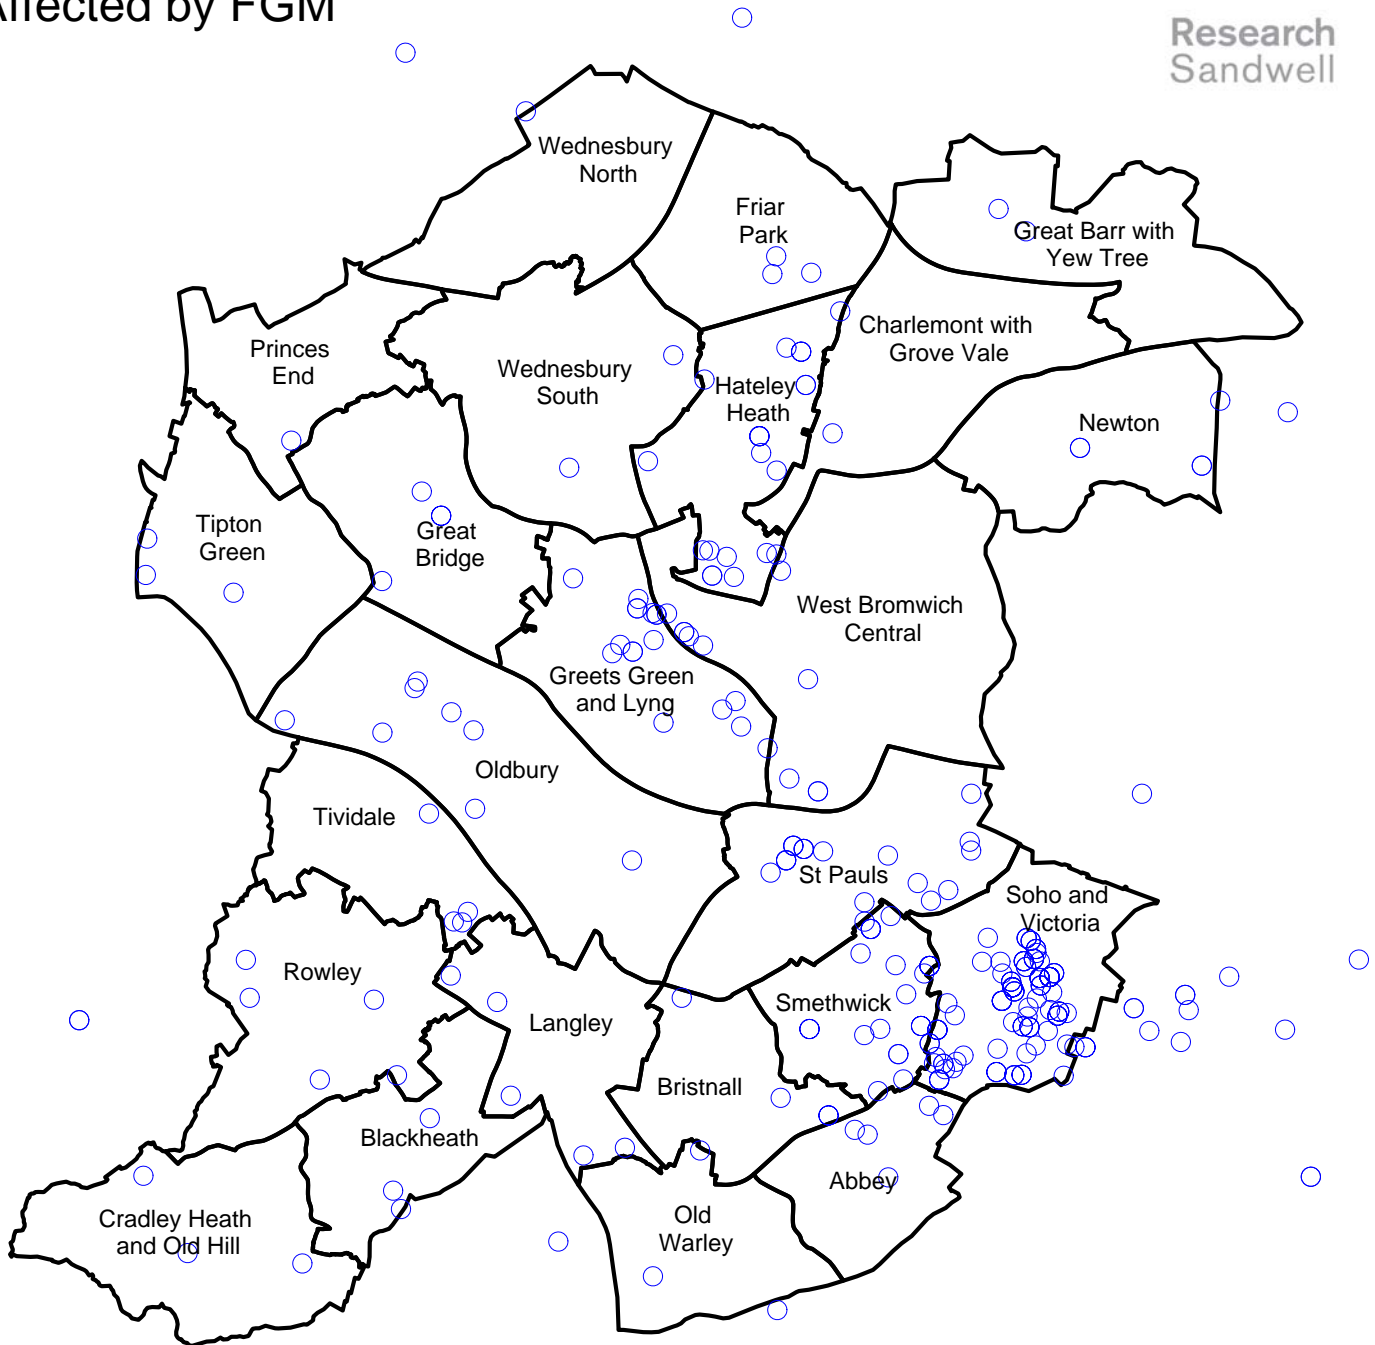 Affected by FGM
Research
Sandwell
Wednesbury
North
Friar
Park
Great Barr with
Yew Tree
Princes
End
Wednesbury
South
Charlemont with
Grove Vale
Hateley
Heath
Newton
Tipton
Green
Great
Bridge
West Bromwich
Central
Greets Green
and Lyng
Oldbury
Tividale
St Pauls
Soho and
Victoria
Rowley
Smethwick
Langley
Bristnall
Blackheath
Abbey
Cradley Heath
and Old Hill
Old
Warley